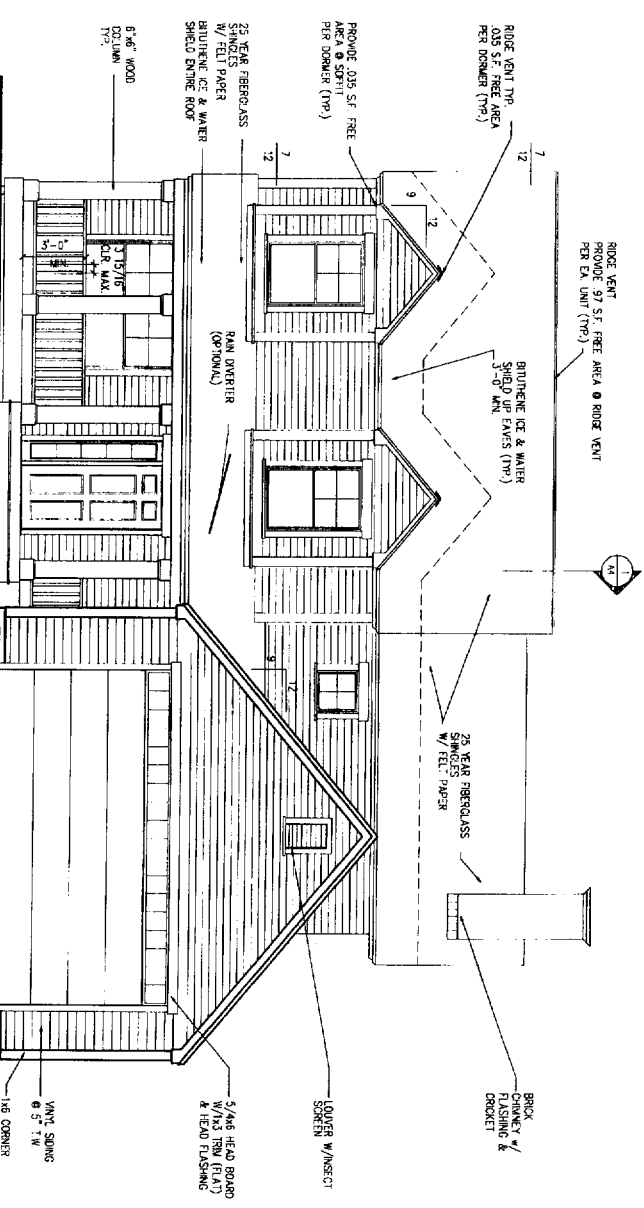 RIDGE VENT
PROVIDE .97 S.F. FREE AREA @ RIDGE VENT
PER EA. UNIT (TYP.)
RIDGE VENT TYP.
.035 S.F. FREE AREA
PER DORMER (TYP.)
7
12
PROVIDE .035 S.F. FREE
AREA @ SOFFIT
PER DORMER (TYP.)
7
12
9
12
BITUTHENE ICE & WATER
SHIELD UP EAVES (TYP.)
3'-0" MIN.
A4
25 YEAR FIBERGLASS
SHINGLES
W/ FELT PAPER
BRICK
CHIMNEY W/
FLASHING &
CRICKET
25 YEAR FIBERGLASS
SHINGLES
W/ FELT PAPER
BITUTHENE ICE & WATER
SHIELD ENTIRE ROOF
RAIN DIVERTER
(OPTIONAL)
9
12
LOUVER W/INSECT
SCREEN
6"x6" WOOD
COLUMN
TYP.
3'-0"
MIN.
3 15/16"
CLR. MAX.
5/4x6 HEAD BOARD
W/1x3 TRIM (FLAT)
& HEAD FLASHING
VINYL SIDING
@ 5" T.W.
1x6 CORNER